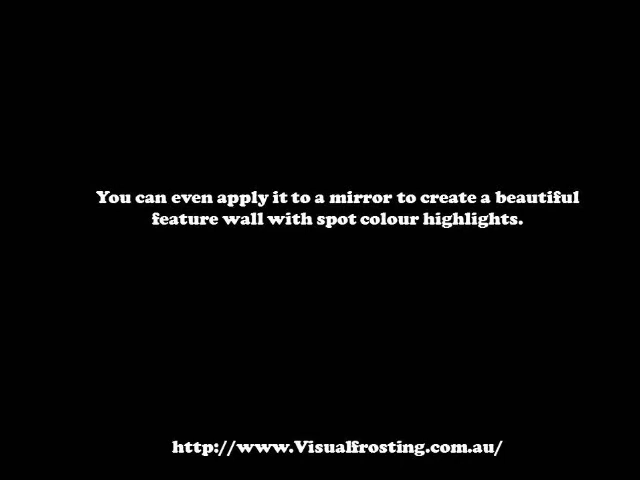 You can even apply it to a mirror to create a beautiful
feature wall with spot colour highlights.
http://www.Visualfrosting.com.au/